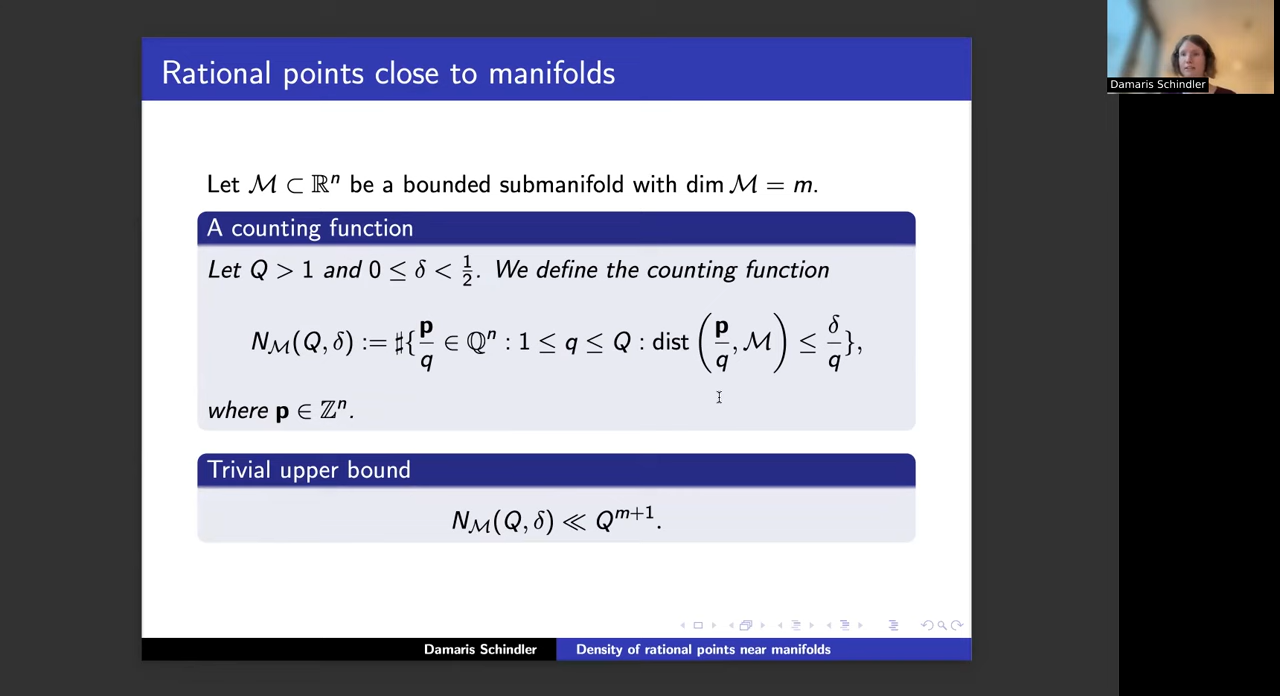 Rational points close to manifolds
Damaris Schindler
Let ℳ ⊂ ℝⁿ be a bounded submanifold with dim ℳ = m.
A counting function
Let Q > 1 and 0 ≤ δ < 1/2. We define the counting function
N_ℳ(Q, δ) := ♯{p/q ∈ ℚⁿ : 1 ≤ q ≤ Q : dist (p/q, ℳ) ≤ δ/q},
where p ∈ ℤⁿ.
Trivial upper bound
N_ℳ(Q, δ) ≪ Q^{m+1}.
Damaris Schindler
Density of rational points near manifolds